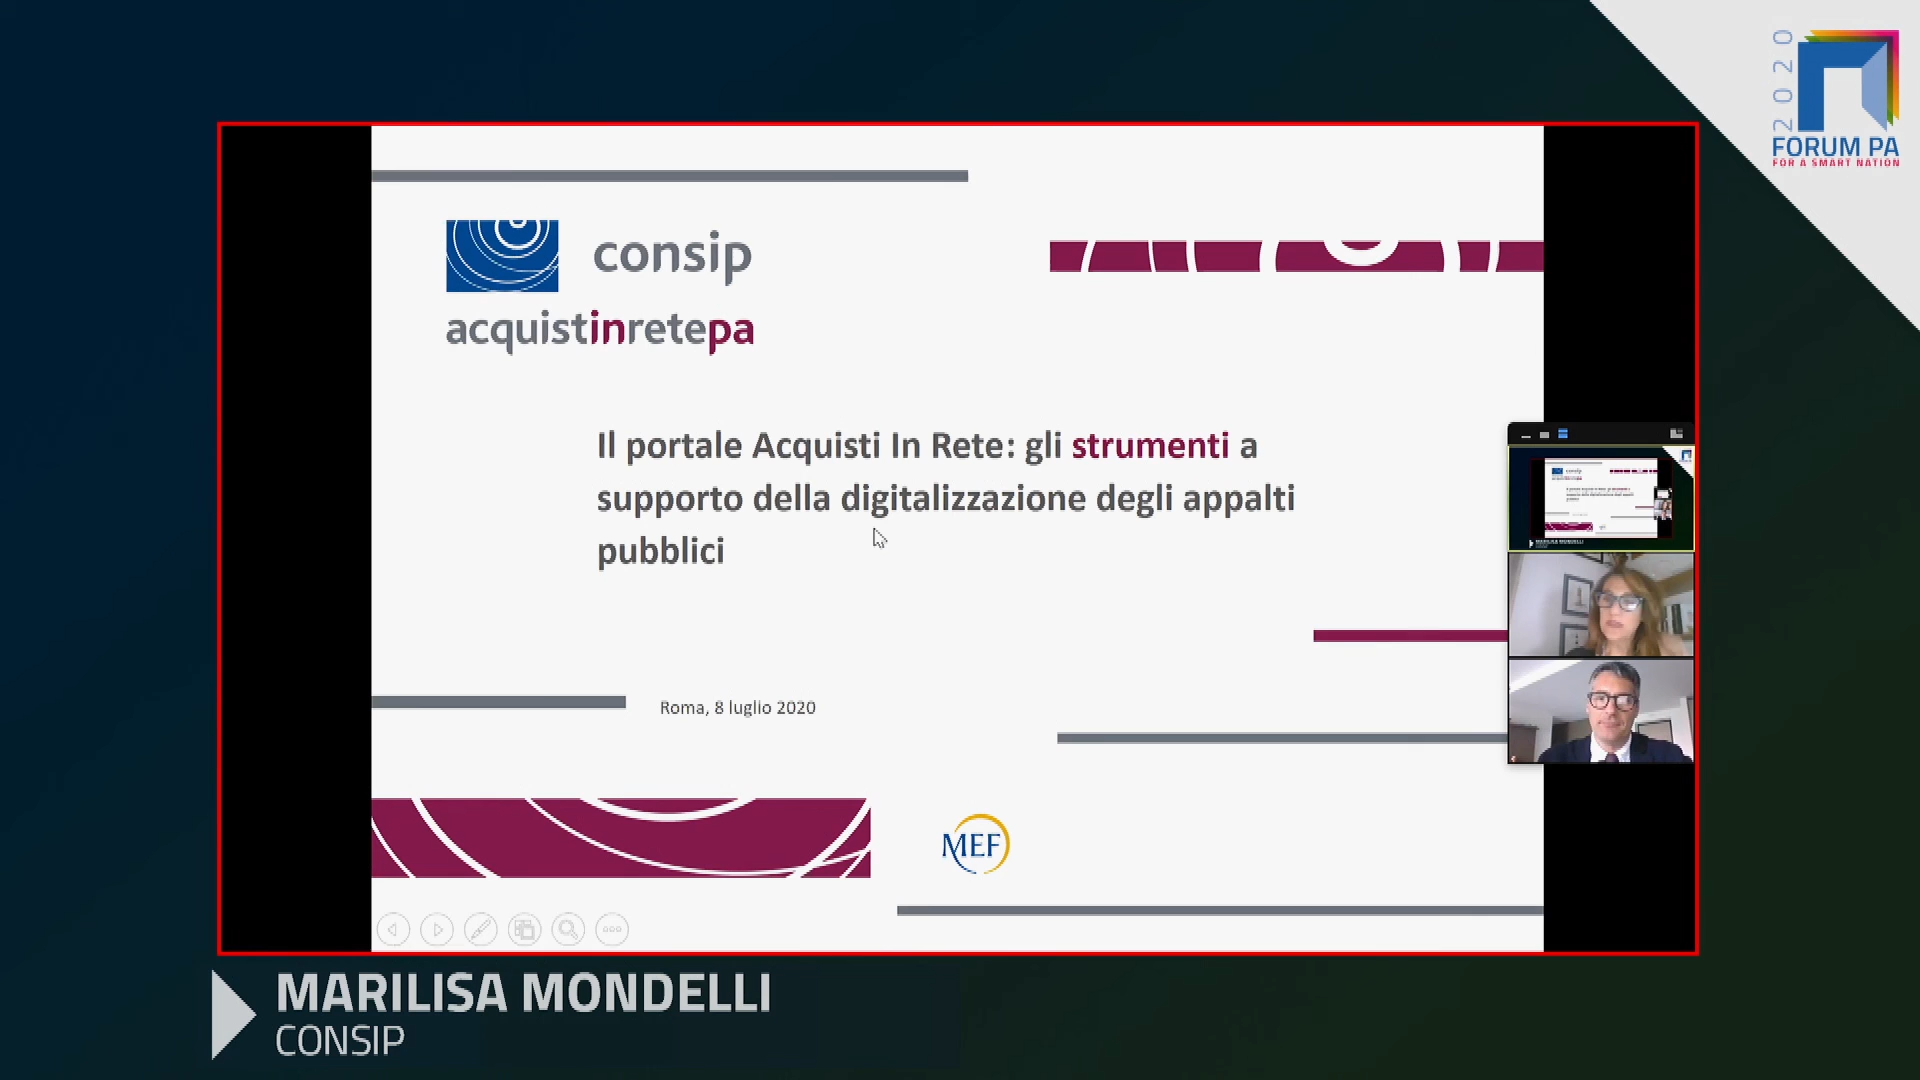 2020
FORUM PA
FOR A SMART NATION
consip
acquistinretepa
Il portale Acquisti In Rete: gli strumenti a
supporto della digitalizzazione degli appalti
pubblici
Roma, 8 luglio 2020
MEF
MARILISA MONDELLI
CONSIP